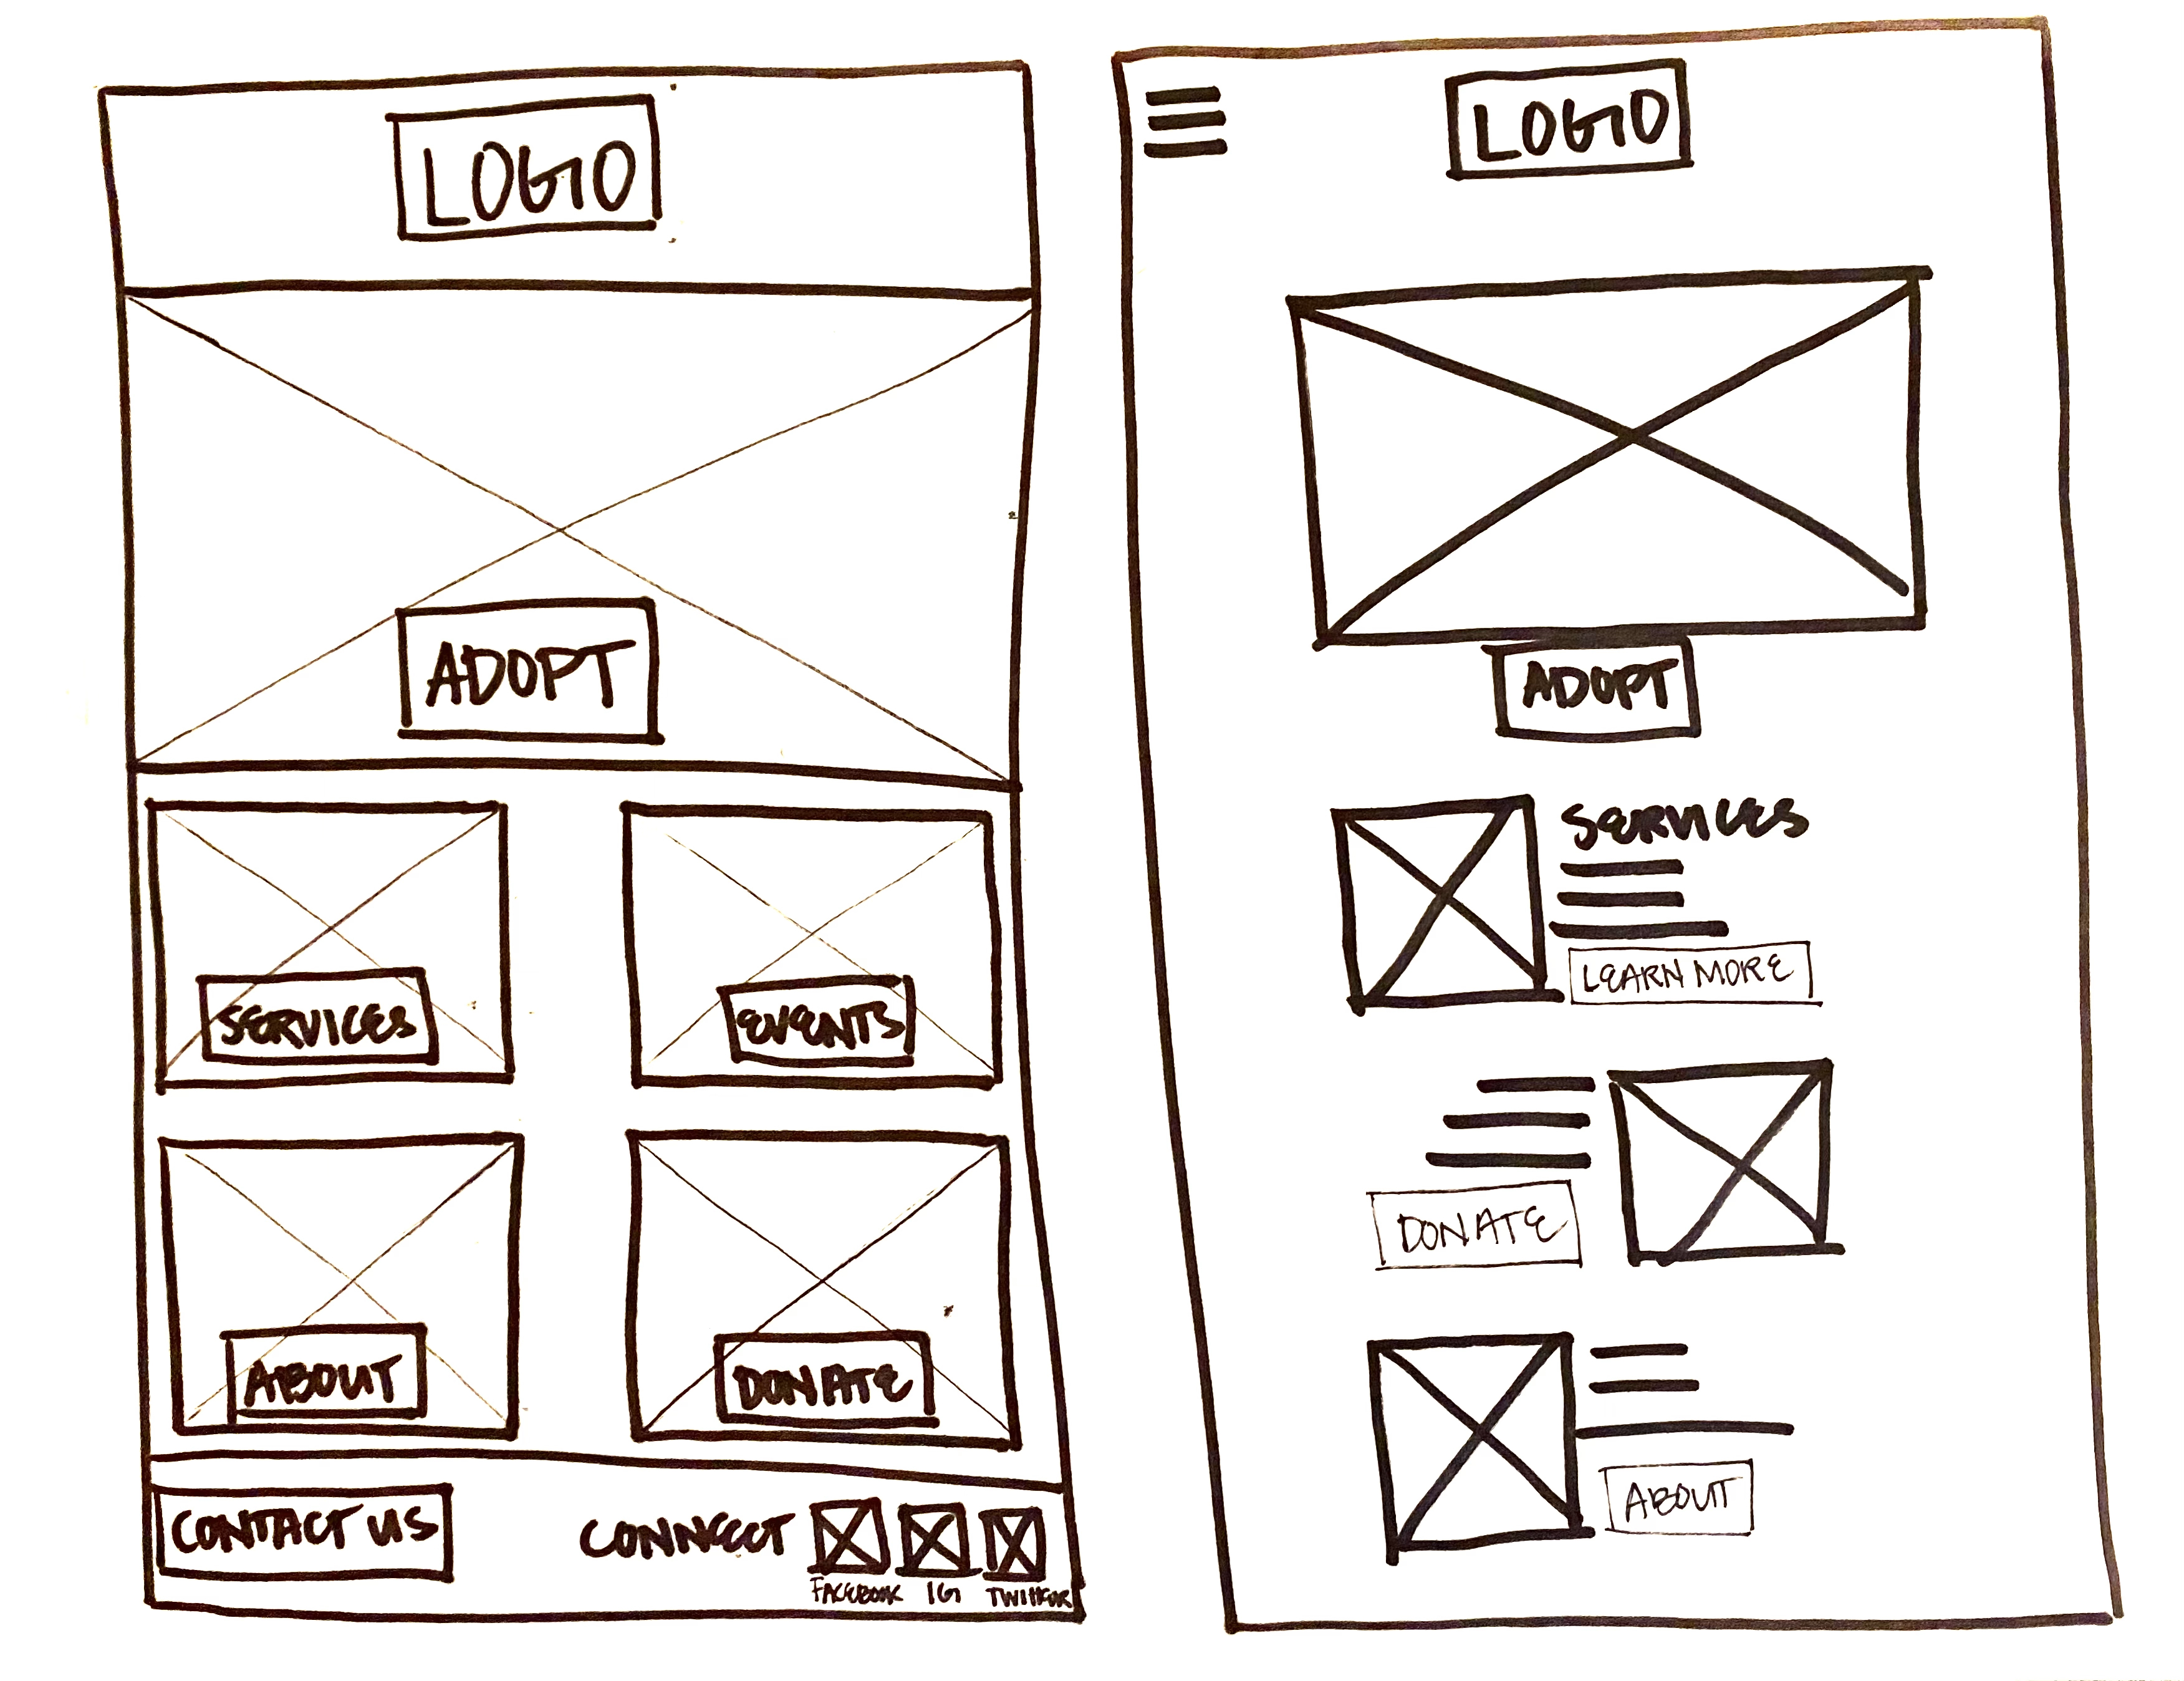 LOGO
ADOPT
SERVICES
EVENTS
ABOUT
DONATE
CONTACT US
CONNECT
FACEBOOK IG TWITTER
LOGO
ADOPT
SERVICES
LEARN MORE
DONATE
ABOUT